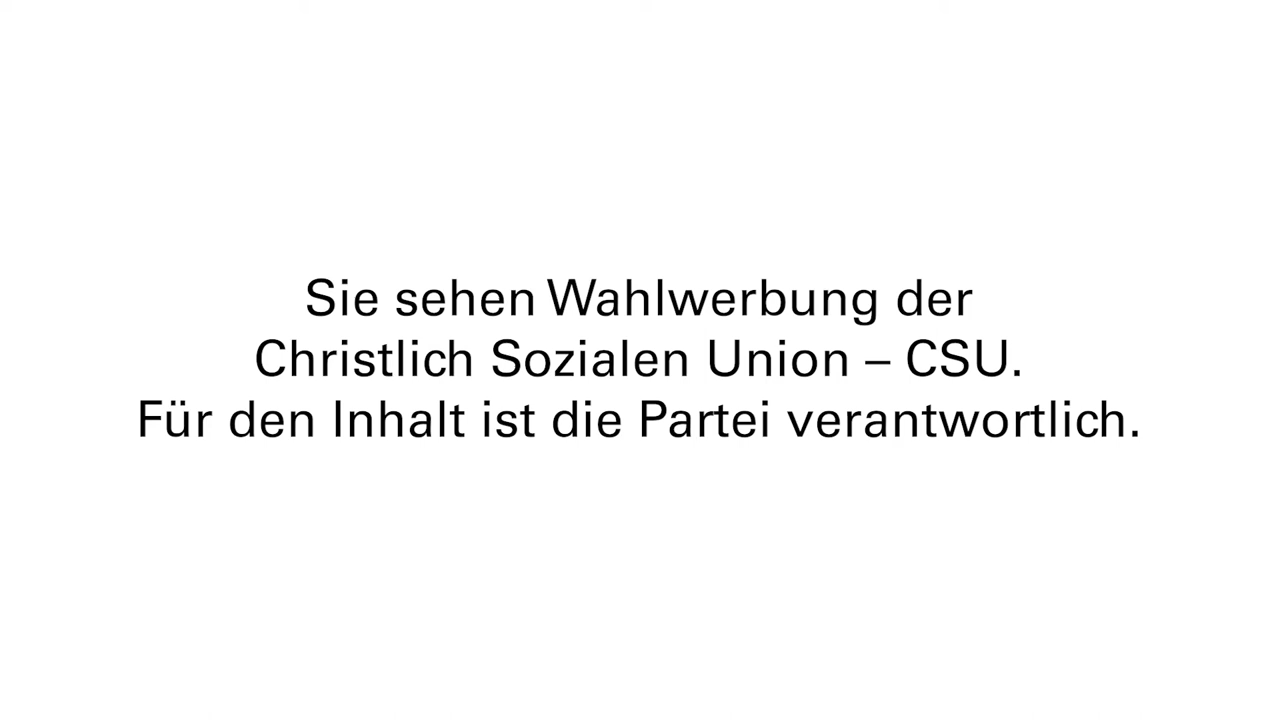 Sie sehen Wahlwerbung der
Christlich Sozialen Union – CSU.
Für den Inhalt ist die Partei verantwortlich.